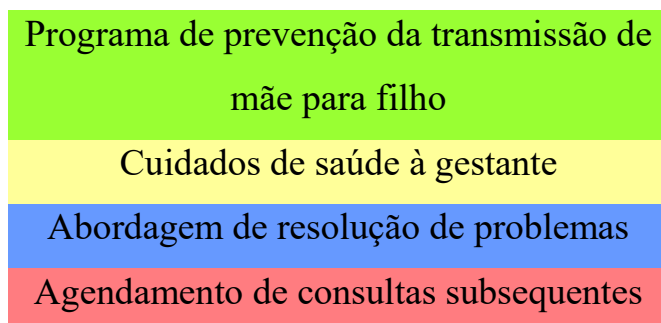 Programa de prevenção da transmissão de
mãe para filho
Cuidados de saúde à gestante
Abordagem de resolução de problemas
Agendamento de consultas subsequentes